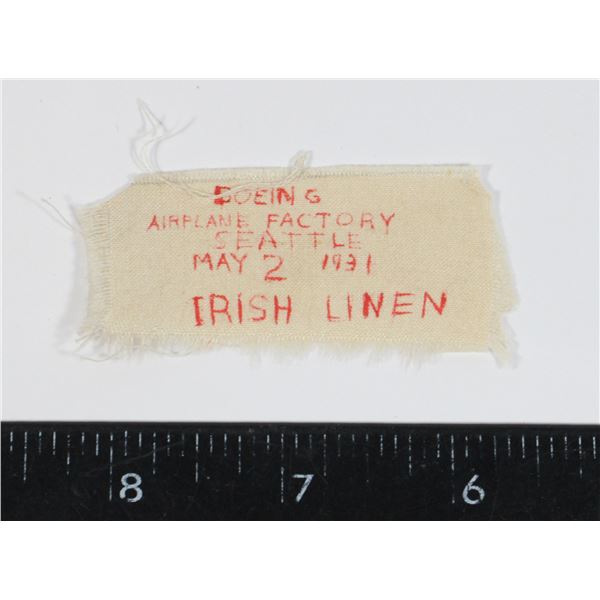 BOEING
AIRPLANE FACTORY
SEATTLE
MAY 2 1931
IRISH LINEN
8 7 6